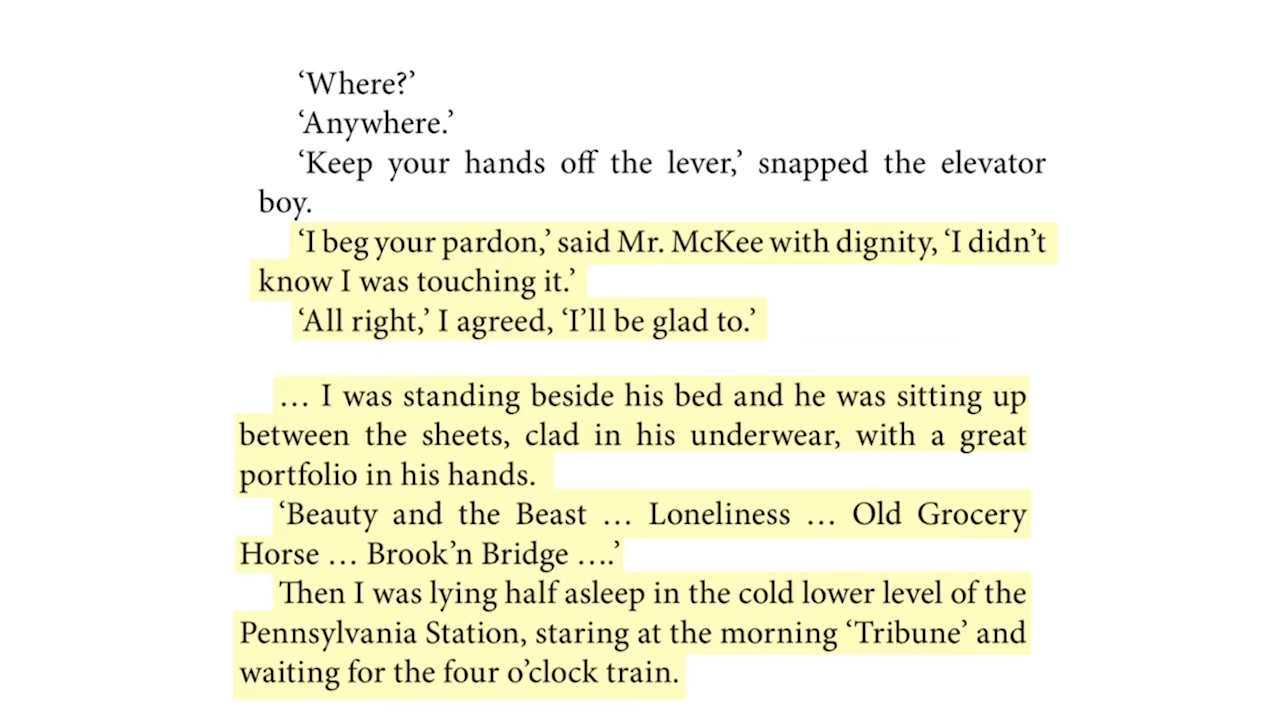 ‘Where?’
‘Anywhere.’
‘Keep your hands off the lever,’ snapped the elevator
boy.
‘I beg your pardon,’ said Mr. McKee with dignity, ‘I didn’t
know I was touching it.’
‘All right,’ I agreed, ‘I’ll be glad to.’
… I was standing beside his bed and he was sitting up
between the sheets, clad in his underwear, with a great
portfolio in his hands.
‘Beauty and the Beast … Loneliness … Old Grocery
Horse … Brook’n Bridge ….’
Then I was lying half asleep in the cold lower level of the
Pennsylvania Station, staring at the morning ‘Tribune’ and
waiting for the four o’clock train.